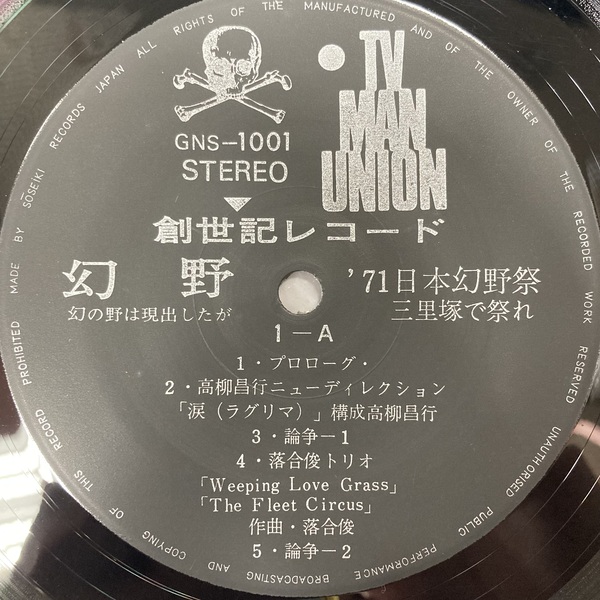 GNS-1001
STEREO
TV
MAN
UNION
創世記レコード
幻 野
幻の野は現出したが
'71日本幻野祭
三里塚で祭れ
1-A
1・プロローグ・
2・高柳昌行ニューディレクション
「涙（ラグリマ）」構成高柳昌行
3・論争-1
4・落合俊トリオ
「Weeping Love Grass」
「The Fleet Circus」
作曲・落合俊
5・論争-2
MADE BY SŌSEIKI RECORDS JAPAN ALL RIGHTS OF THE MANUFACTURED AND OF THE OWNER OF THE RECORDED WORK RESERVED UNAUTHORISED PUBLIC PERFORMANCE BROADCASTING AND COPYING OF THIS RECORD PROHIBITED